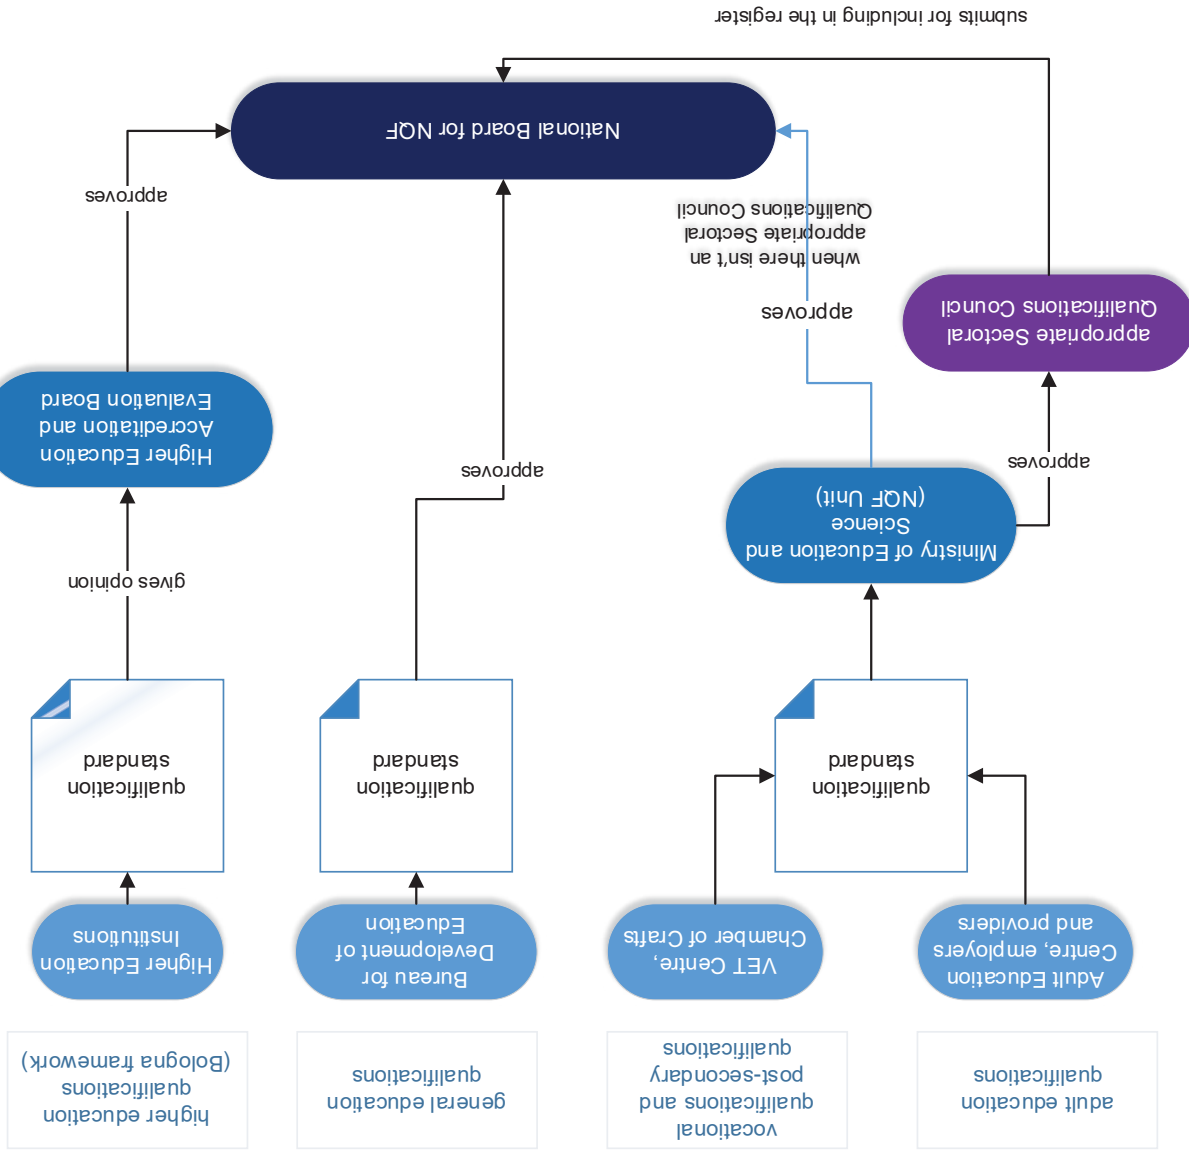 adult education
qualifications
vocational
qualifications and
post-secondary
qualifications
general education
qualifications
higher education
qualifications
(Bologna framework)
Adult Education
Centre, employers
and providers
VET Centre,
Chamber of Crafts
Bureau for
Development of
Education
Higher Education
Institutions
qualification
standard
qualification
standard
qualification
standard
gives opinion
Ministry of Education and
Science
(NQF Unit)
approves
approves
Higher Education
Accreditation and
Evaluation Board
appropriate Sectoral
Qualifications Council
approves
when there isn't an
appropriate Sectoral
Qualifications Council
approves
National Board for NQF
submits for including in the register